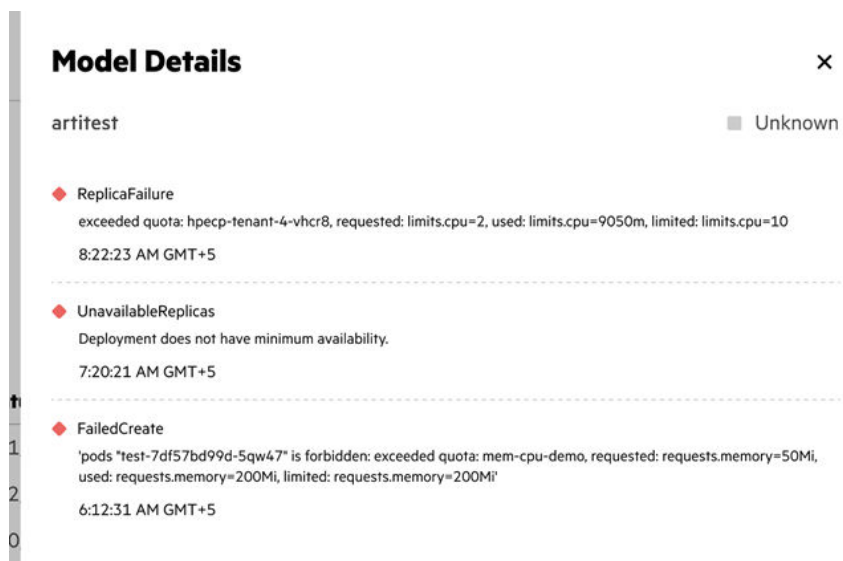 Model Details
artitest
Unknown
ReplicaFailure
exceeded quota: hpecp-tenant-4-vhcr8, requested: limits.cpu=2, used: limits.cpu=9050m, limited: limits.cpu=10
8:22:23 AM GMT+5
UnavailableReplicas
Deployment does not have minimum availability.
7:20:21 AM GMT+5
FailedCreate
'pods "test-7df57bd99d-5qw47" is forbidden: exceeded quota: mem-cpu-demo, requested: requests.memory=50Mi,
used: requests.memory=200Mi, limited: requests.memory=200Mi'
6:12:31 AM GMT+5
1
2
0